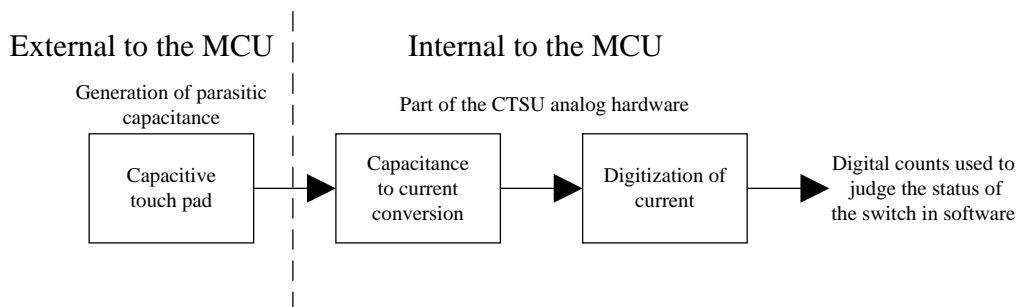 External to the MCU
Internal to the MCU
Generation of parasitic
capacitance
Part of the CTSU analog hardware
Capacitive
touch pad
Capacitance
to current
conversion
Digitization of
current
Digital counts used to
judge the status of
the switch in software